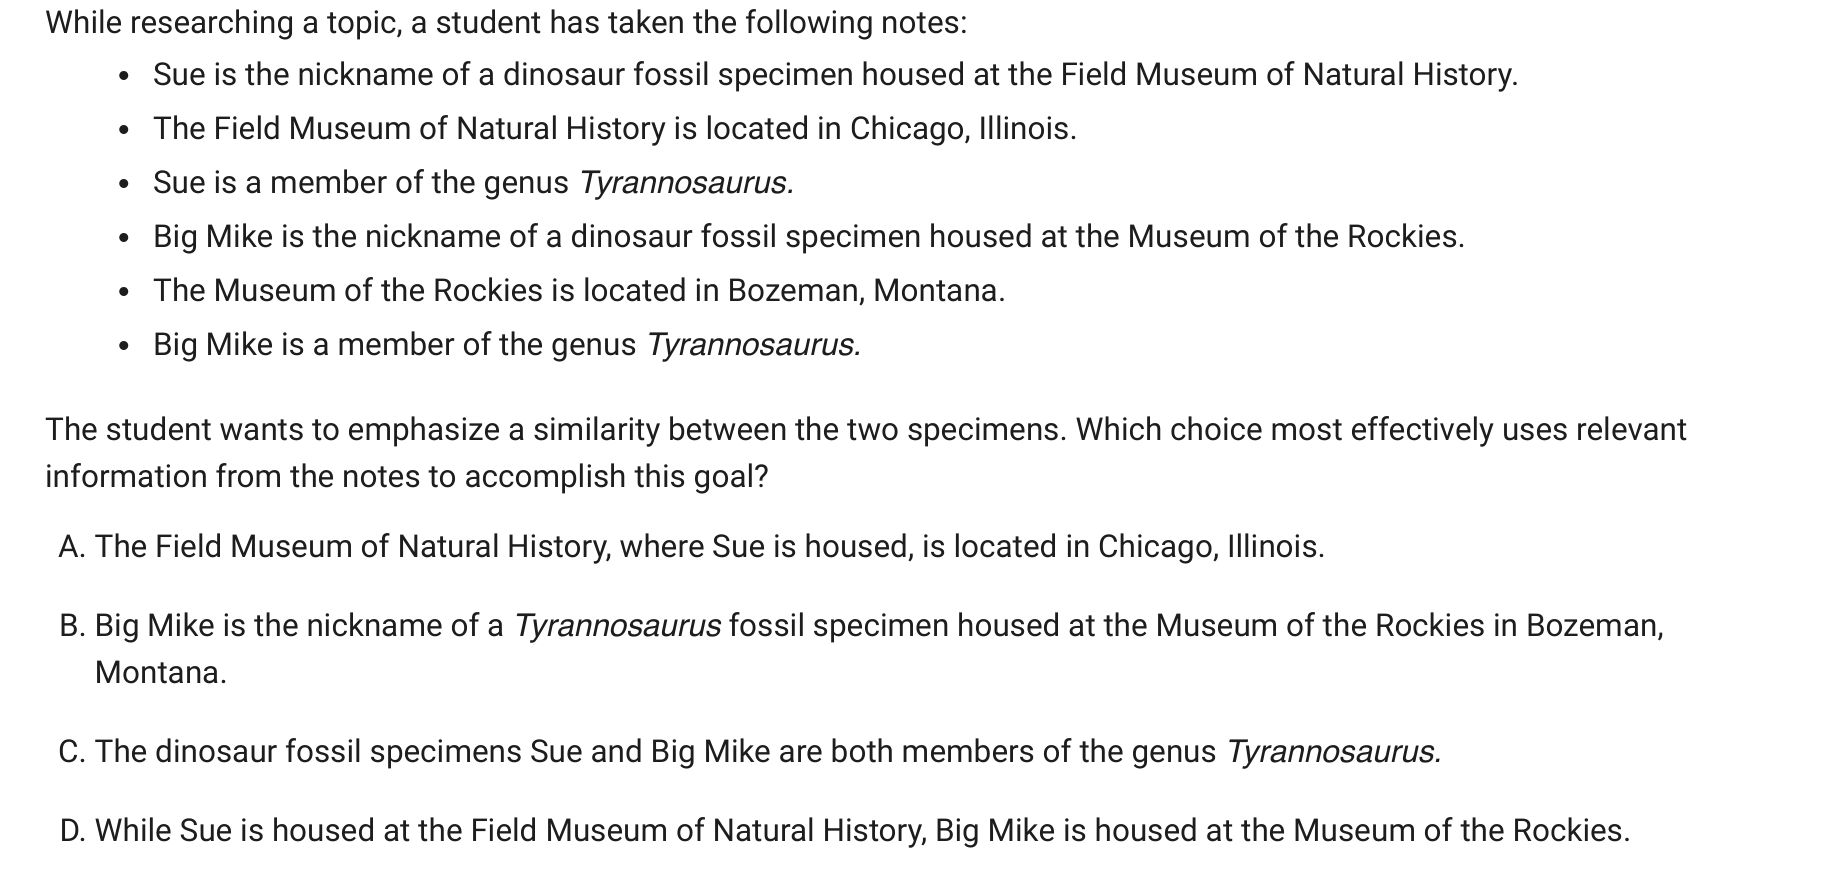 While researching a topic, a student has taken the following notes:
• Sue is the nickname of a dinosaur fossil specimen housed at the Field Museum of Natural History.
• The Field Museum of Natural History is located in Chicago, Illinois.
• Sue is a member of the genus Tyrannosaurus.
• Big Mike is the nickname of a dinosaur fossil specimen housed at the Museum of the Rockies.
• The Museum of the Rockies is located in Bozeman, Montana.
• Big Mike is a member of the genus Tyrannosaurus.
The student wants to emphasize a similarity between the two specimens. Which choice most effectively uses relevant
information from the notes to accomplish this goal?
A. The Field Museum of Natural History, where Sue is housed, is located in Chicago, Illinois.
B. Big Mike is the nickname of a Tyrannosaurus fossil specimen housed at the Museum of the Rockies in Bozeman,
Montana.
C. The dinosaur fossil specimens Sue and Big Mike are both members of the genus Tyrannosaurus.
D. While Sue is housed at the Field Museum of Natural History, Big Mike is housed at the Museum of the Rockies.